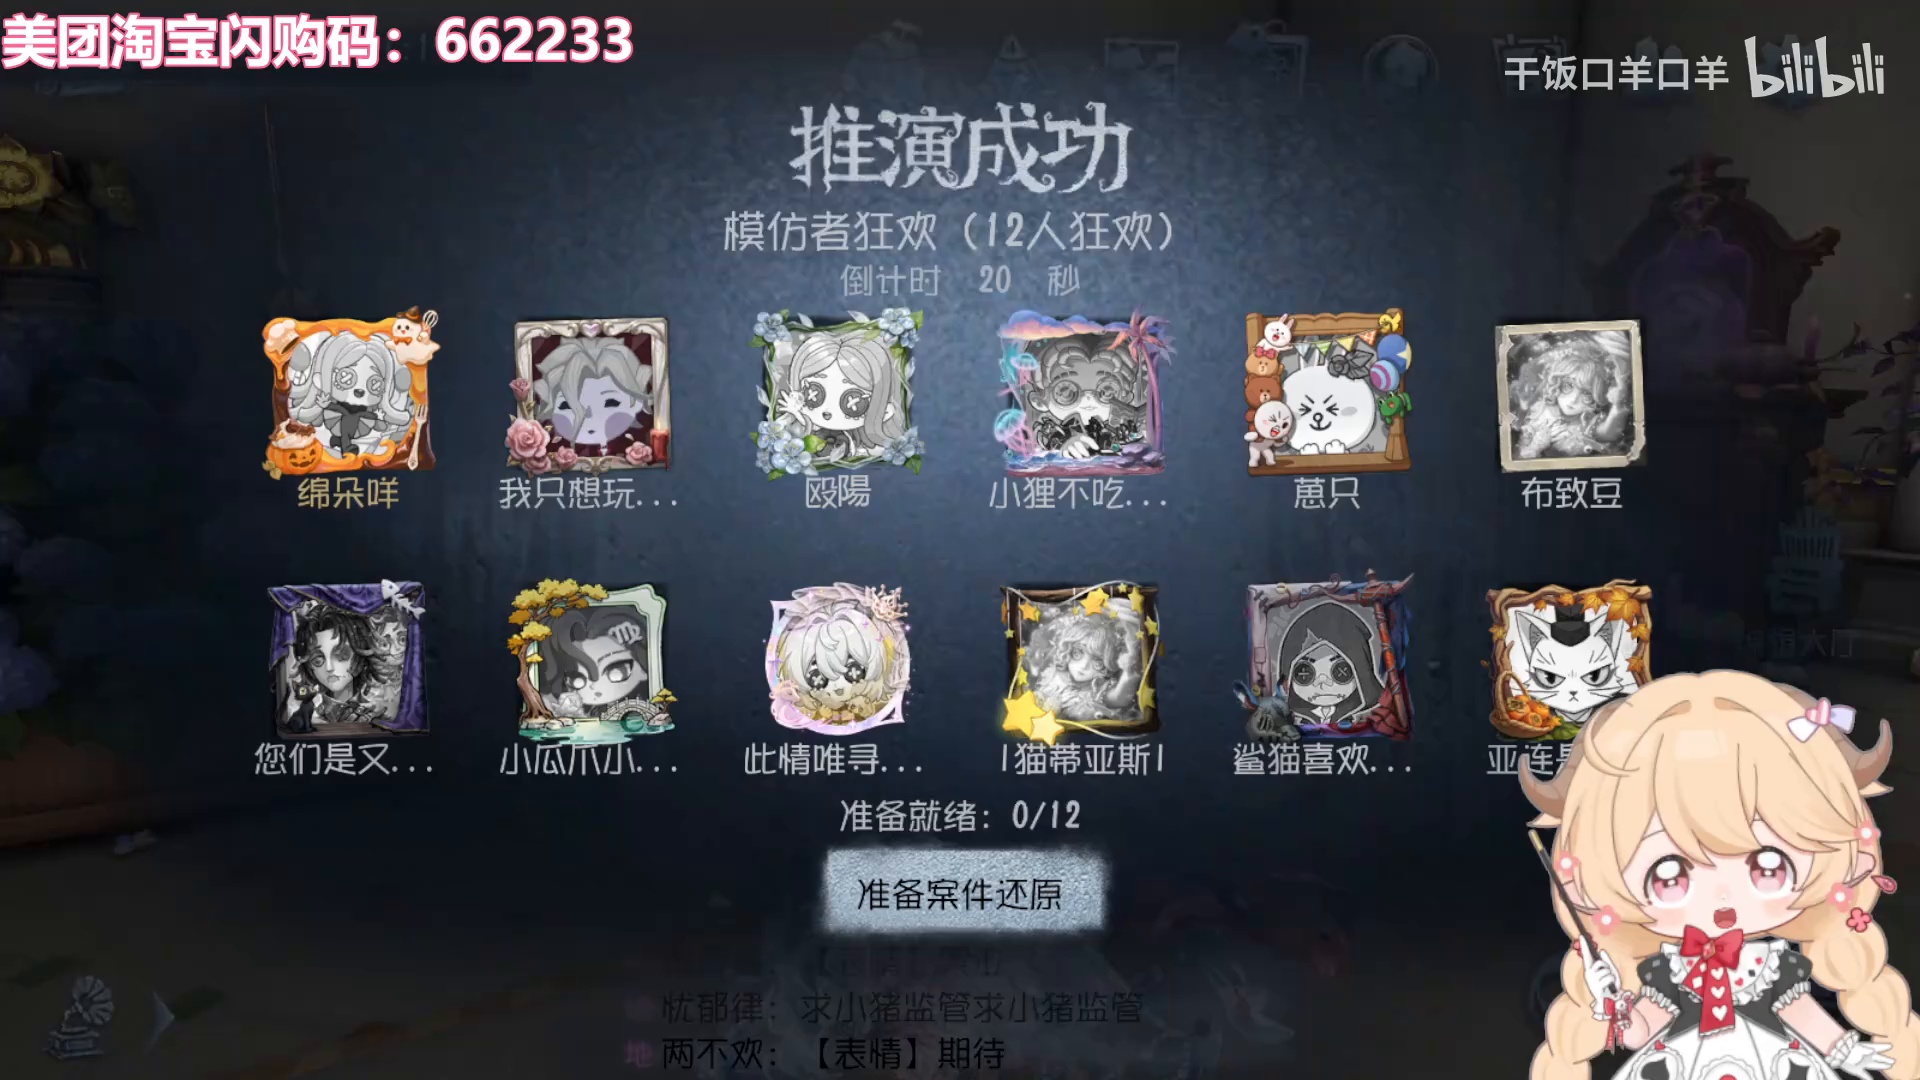 美团淘宝闪购码：662233
干饭口羊口羊 bilibili
推演成功
模仿者狂欢（12人狂欢）
倒计时 20 秒
绵朵咩 我只想玩... 殴陽 小狸不吃... 蒽只 布致豆
您们是又... 小瓜爪小... 此情唯寻... |猫蒂亚斯| 鲨猫喜欢... 亚连
准备就绪：0/12
准备案件还原
忧郁律：求小猪监管求小猪监管
地 两不欢：【表情】期待